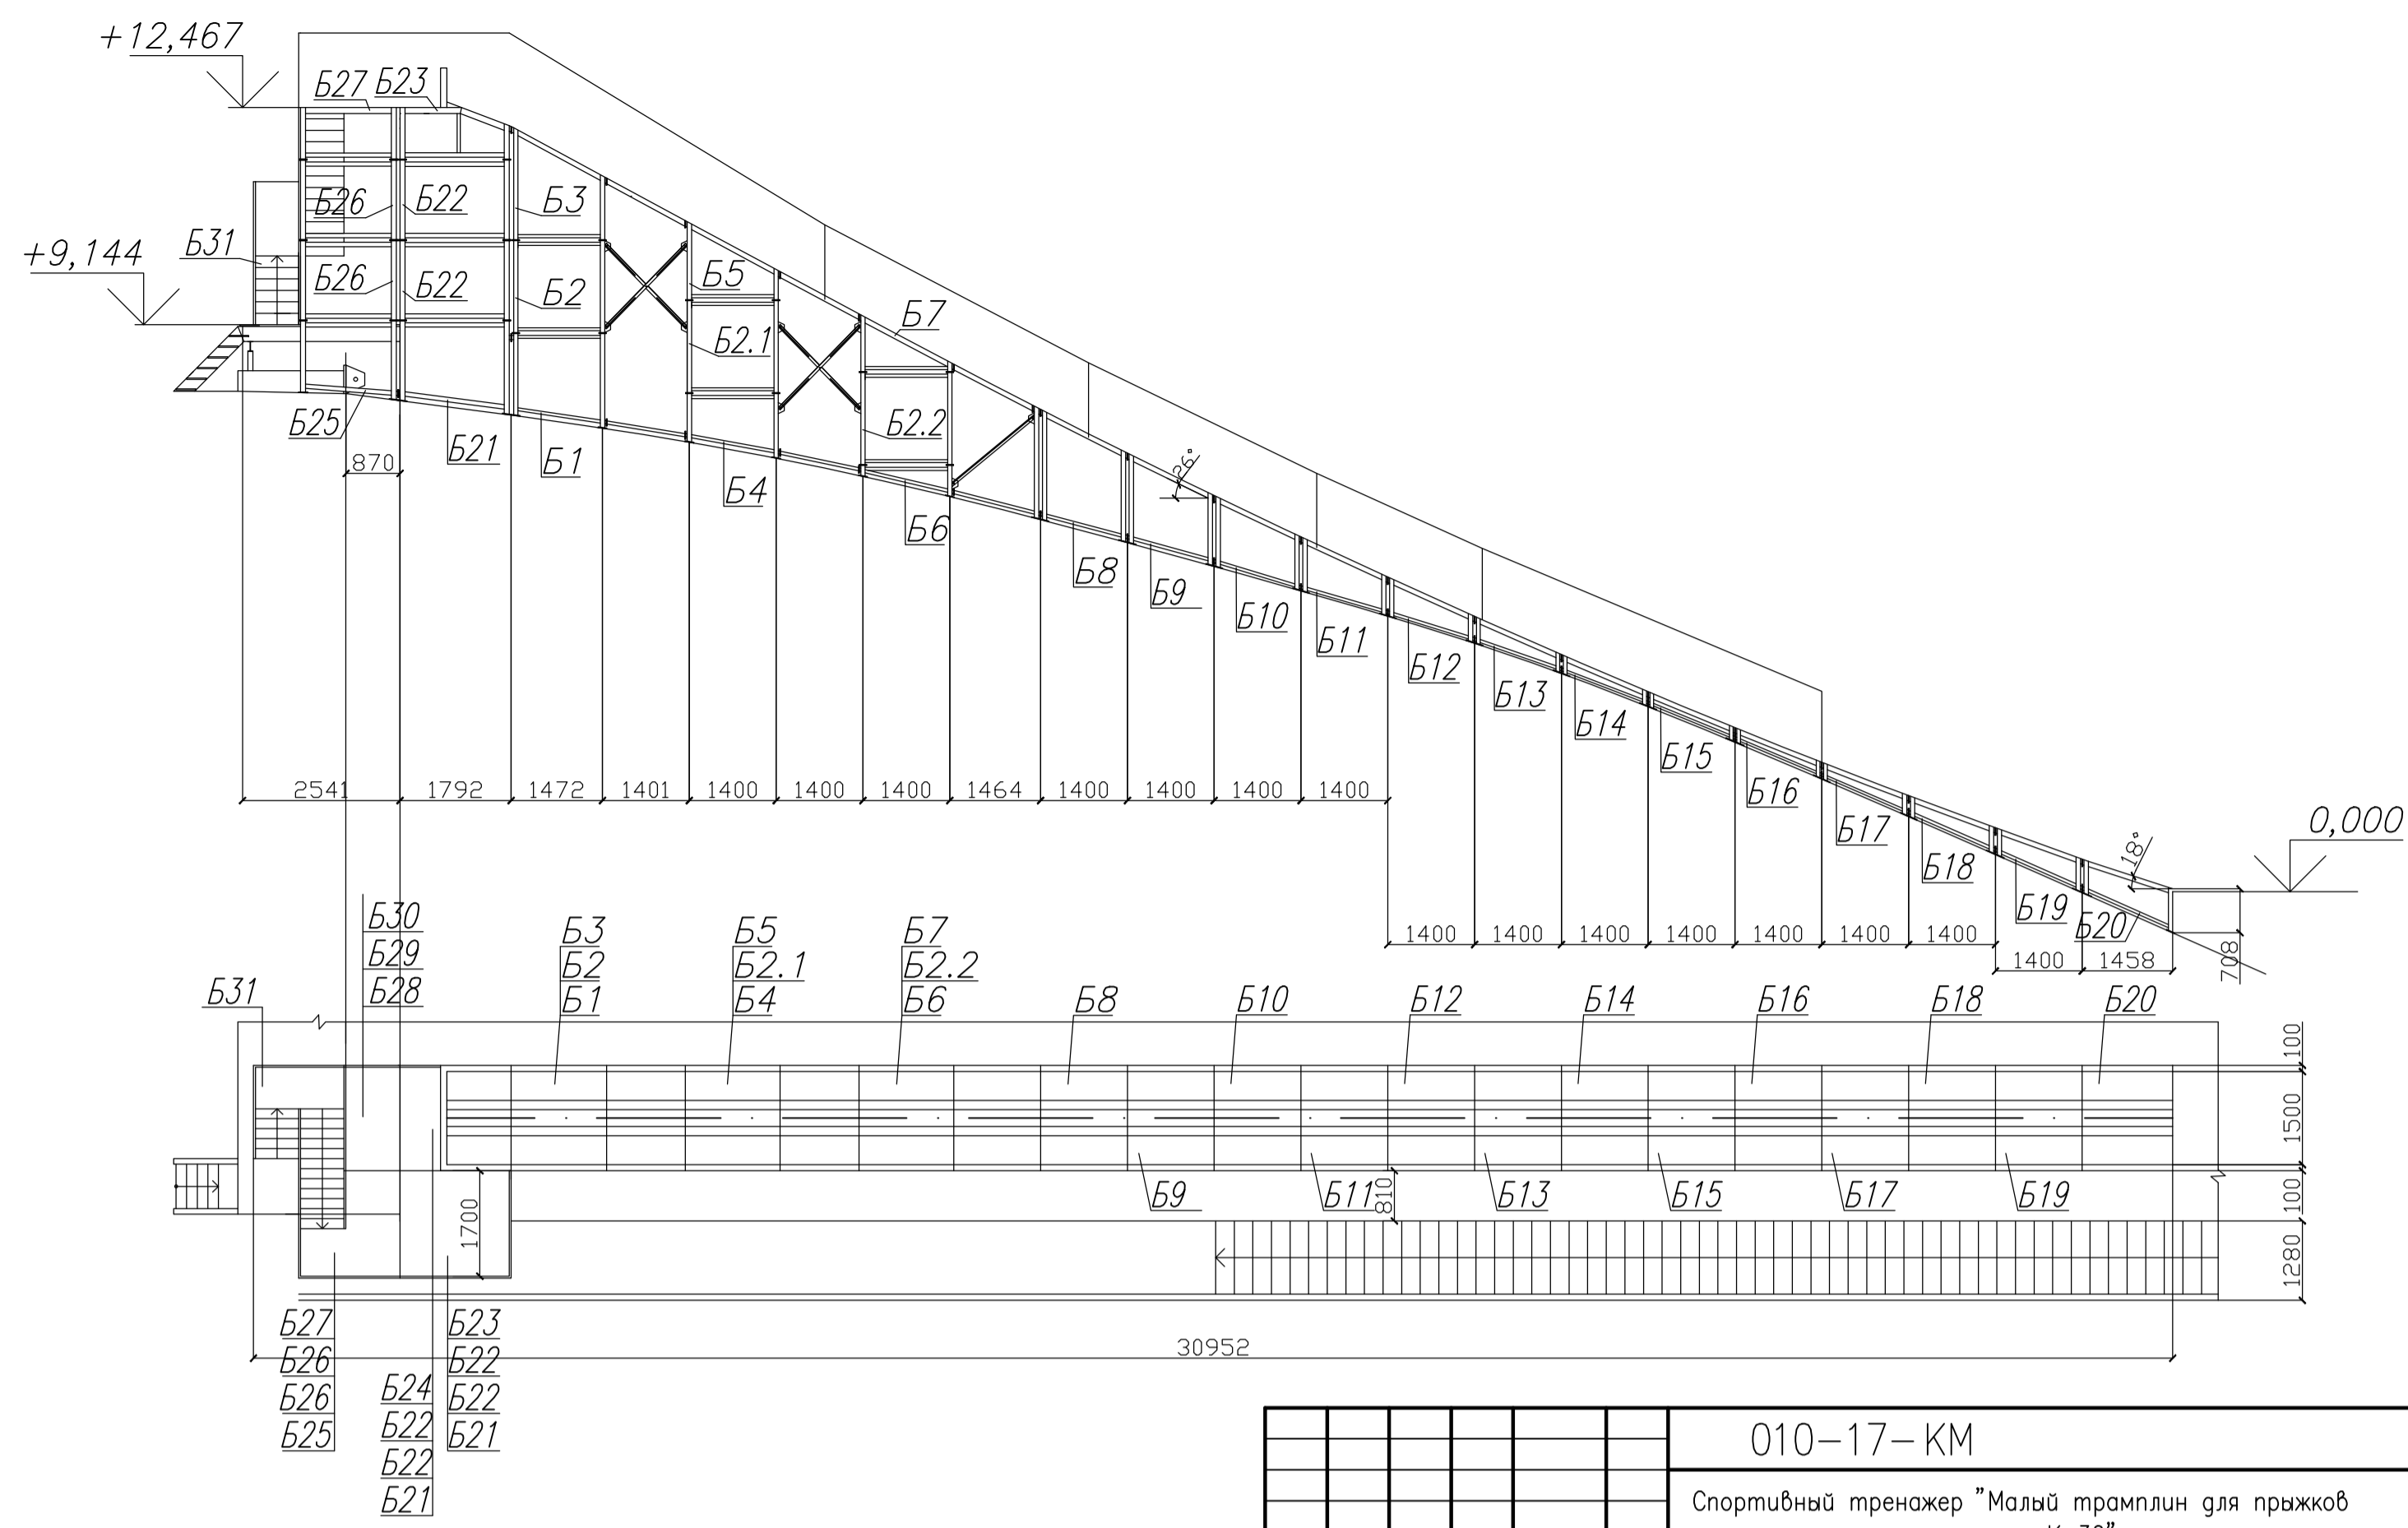 +12,467
Б27 Б23
Б26 Б22 Б3
+9,144 Б31
Б26 Б22 Б2 Б5
Б7
Б2.1
Б25 Б21 Б1 Б2.2
870
Б4
26°
Б6
Б8
Б9
Б10
Б11
Б12
Б13
Б14
Б15
Б16
Б17
Б18
Б19
Б20
2541 1792 1472 1401 1400 1400 1400 1464 1400 1400 1400 1400
0,000
18°
1400 1400 1400 1400 1400 1400 1400
1400 1458
708
Б30
Б29
Б28
Б31
Б3
Б2
Б1
Б5
Б2.1
Б4
Б7
Б2.2
Б6
Б8 Б10 Б12 Б14 Б16 Б18 Б20
100
1500
100
1280
Б9 Б11 Б13 Б15 Б17 Б19
810
1700
Б27
Б26
Б26
Б25
Б24
Б22
Б22
Б21
Б23
Б22
Б22
Б21
30952
010-17-КМ
Спортивный тренажер "Малый трамплин для прыжков